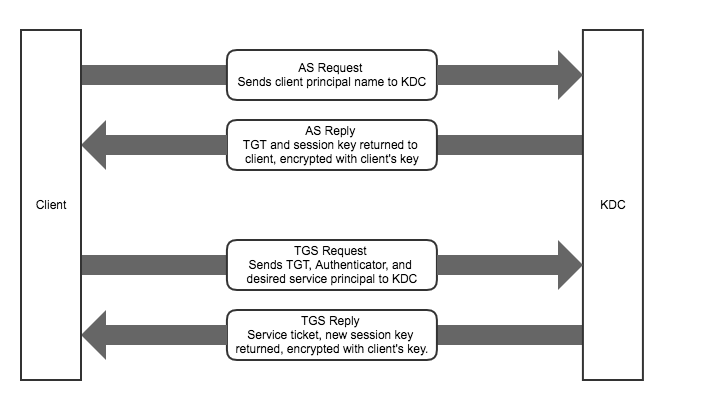 AS Request
Sends client principal name to KDC
AS Reply
TGT and session key returned to
client, encrypted with client's key
Client
KDC
TGS Request
Sends TGT, Authenticator, and
desired service principal to KDC
TGS Reply
Service ticket, new session key
returned, encrypted with client's key.